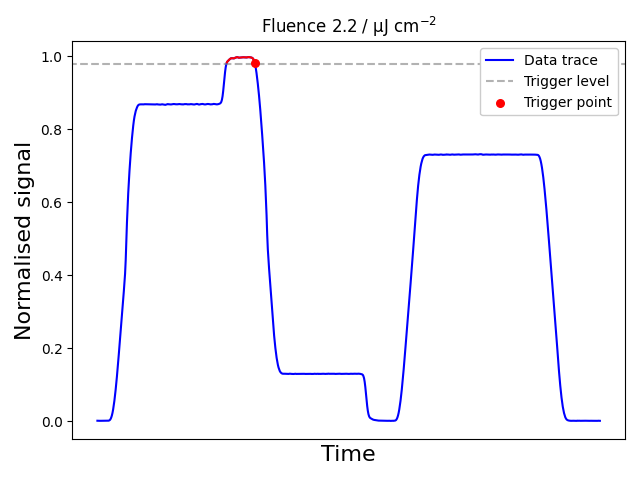 Fluence 2.2 / µJ cm⁻²
Data trace
Trigger level
Trigger point
Normalised signal
1.0
0.8
0.6
0.4
0.2
0.0
Time